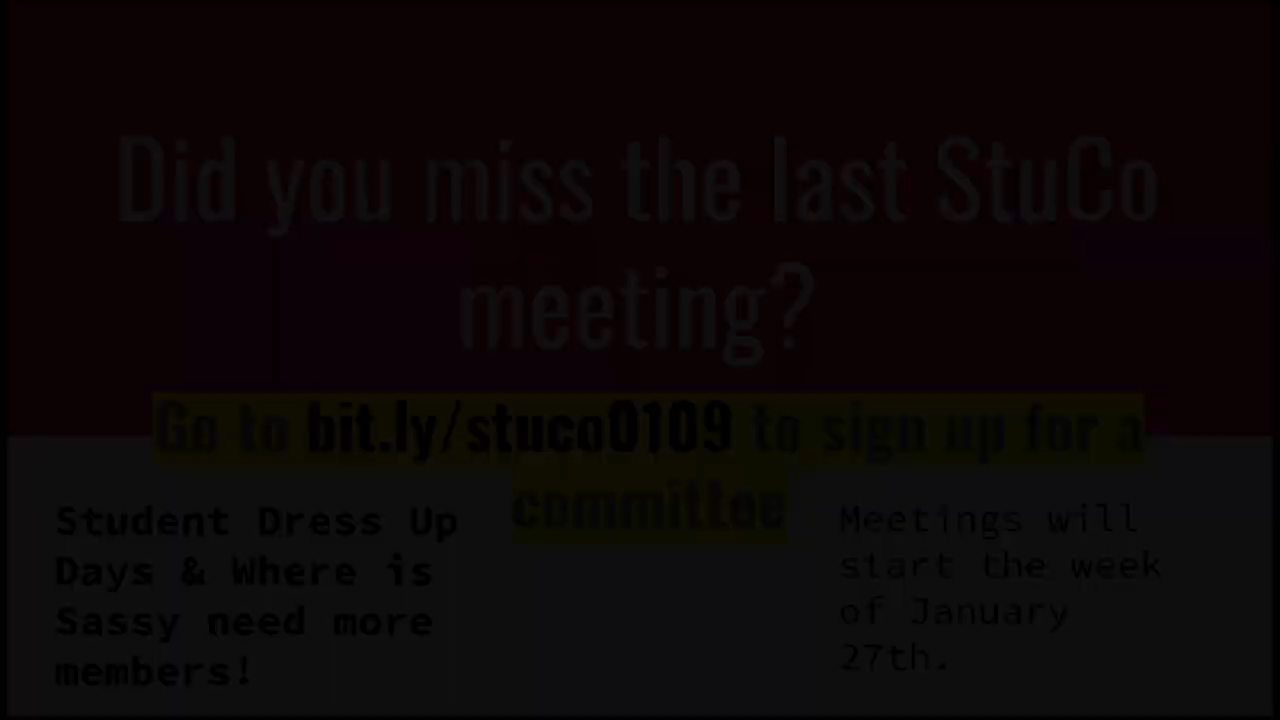 Did you miss the last StuCo
meeting?
Go to bit.ly/stuco0109 to sign up for a
committee
Student Dress Up
Days & Where is
Sassy need more
members!
Meetings will
start the week
of January
27th.